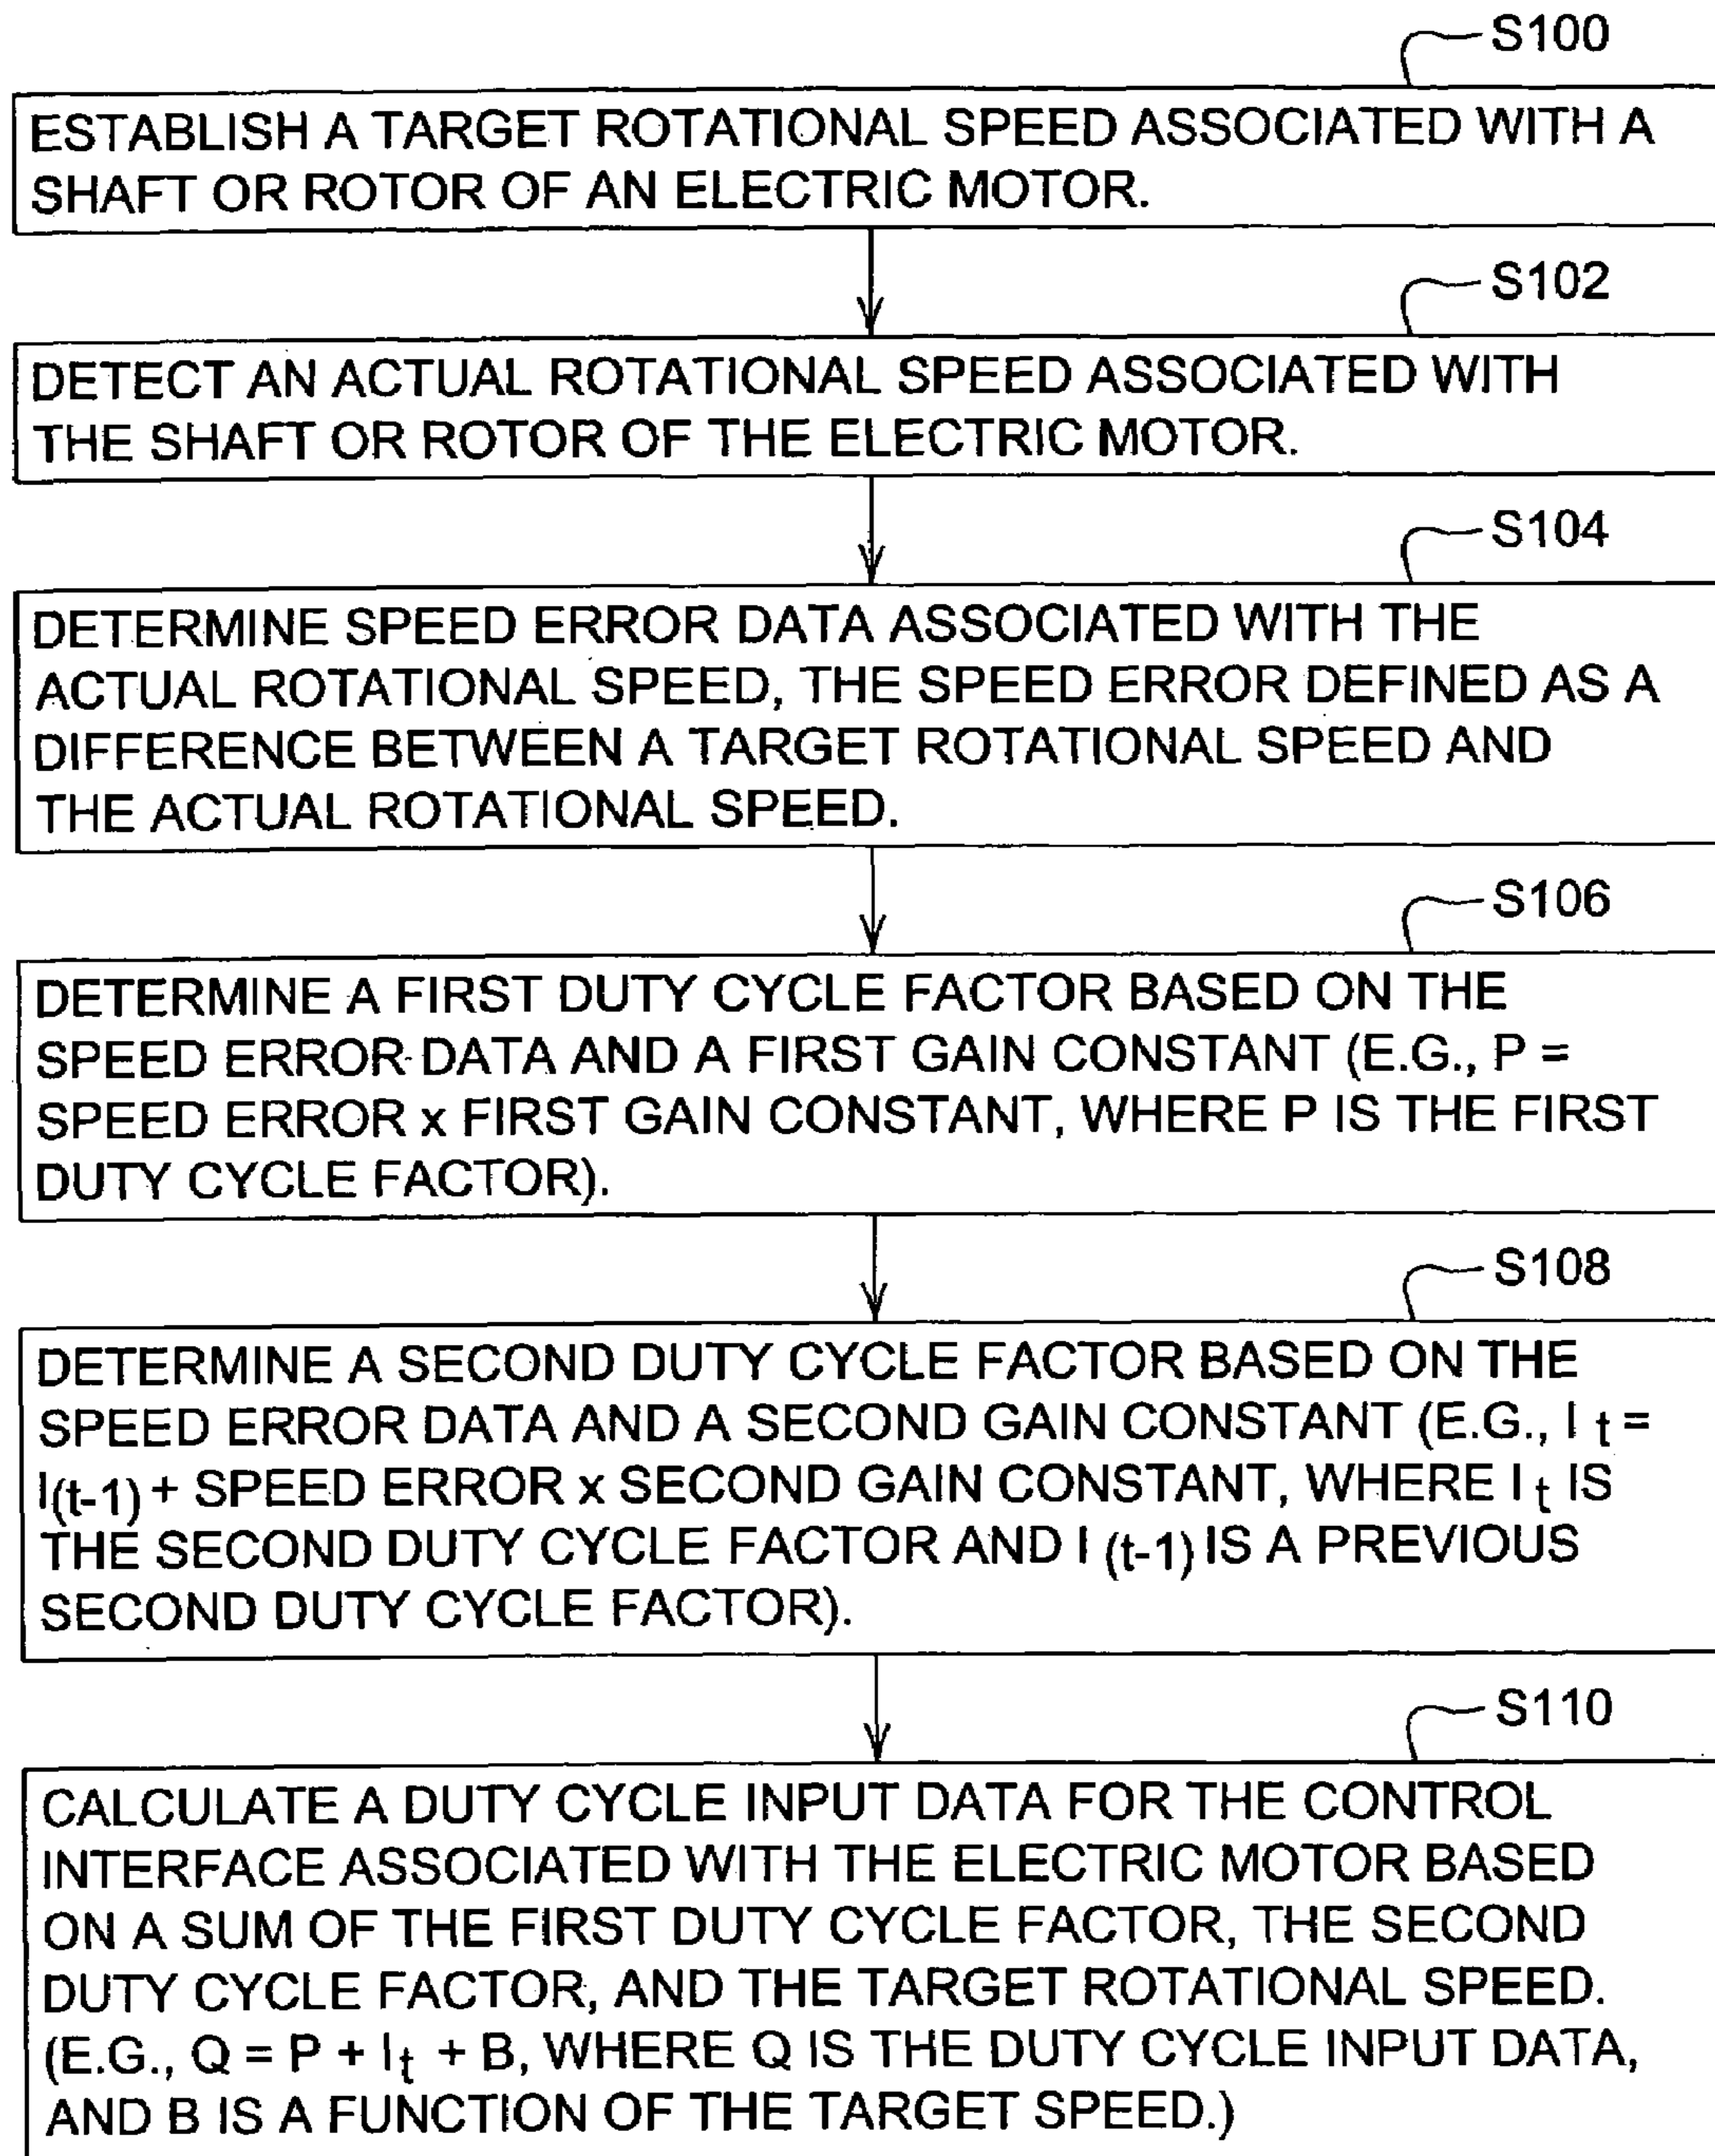 S100
ESTABLISH A TARGET ROTATIONAL SPEED ASSOCIATED WITH A
SHAFT OR ROTOR OF AN ELECTRIC MOTOR.
S102
DETECT AN ACTUAL ROTATIONAL SPEED ASSOCIATED WITH
THE SHAFT OR ROTOR OF THE ELECTRIC MOTOR.
S104
DETERMINE SPEED ERROR DATA ASSOCIATED WITH THE
ACTUAL ROTATIONAL SPEED, THE SPEED ERROR DEFINED AS A
DIFFERENCE BETWEEN A TARGET ROTATIONAL SPEED AND
THE ACTUAL ROTATIONAL SPEED.
S106
DETERMINE A FIRST DUTY CYCLE FACTOR BASED ON THE
SPEED ERROR DATA AND A FIRST GAIN CONSTANT (E.G., P =
SPEED ERROR x FIRST GAIN CONSTANT, WHERE P IS THE FIRST
DUTY CYCLE FACTOR).
S108
DETERMINE A SECOND DUTY CYCLE FACTOR BASED ON THE
SPEED ERROR DATA AND A SECOND GAIN CONSTANT (E.G., I t =
I(t-1) + SPEED ERROR x SECOND GAIN CONSTANT, WHERE I t IS
THE SECOND DUTY CYCLE FACTOR AND I (t-1) IS A PREVIOUS
SECOND DUTY CYCLE FACTOR).
S110
CALCULATE A DUTY CYCLE INPUT DATA FOR THE CONTROL
INTERFACE ASSOCIATED WITH THE ELECTRIC MOTOR BASED
ON A SUM OF THE FIRST DUTY CYCLE FACTOR, THE SECOND
DUTY CYCLE FACTOR, AND THE TARGET ROTATIONAL SPEED.
(E.G., Q = P + It + B, WHERE Q IS THE DUTY CYCLE INPUT DATA,
AND B IS A FUNCTION OF THE TARGET SPEED.)